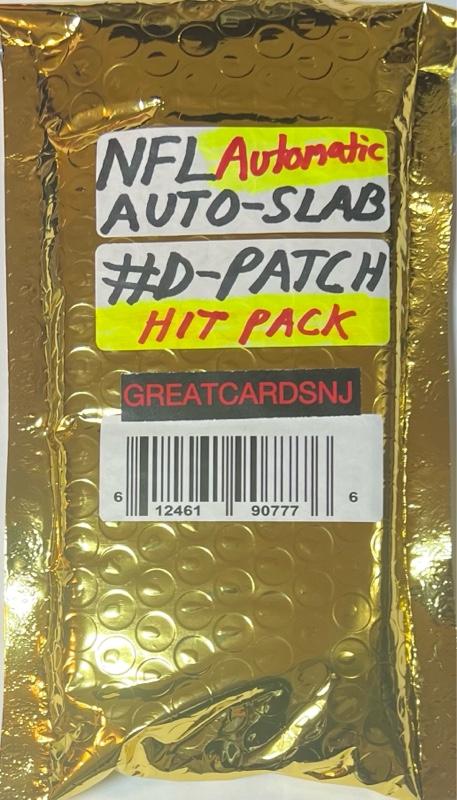 NFL Automatic
AUTO-SLAB
#D-PATCH
HIT PACK
GREATCARDSNJ
6 12461 90777 6